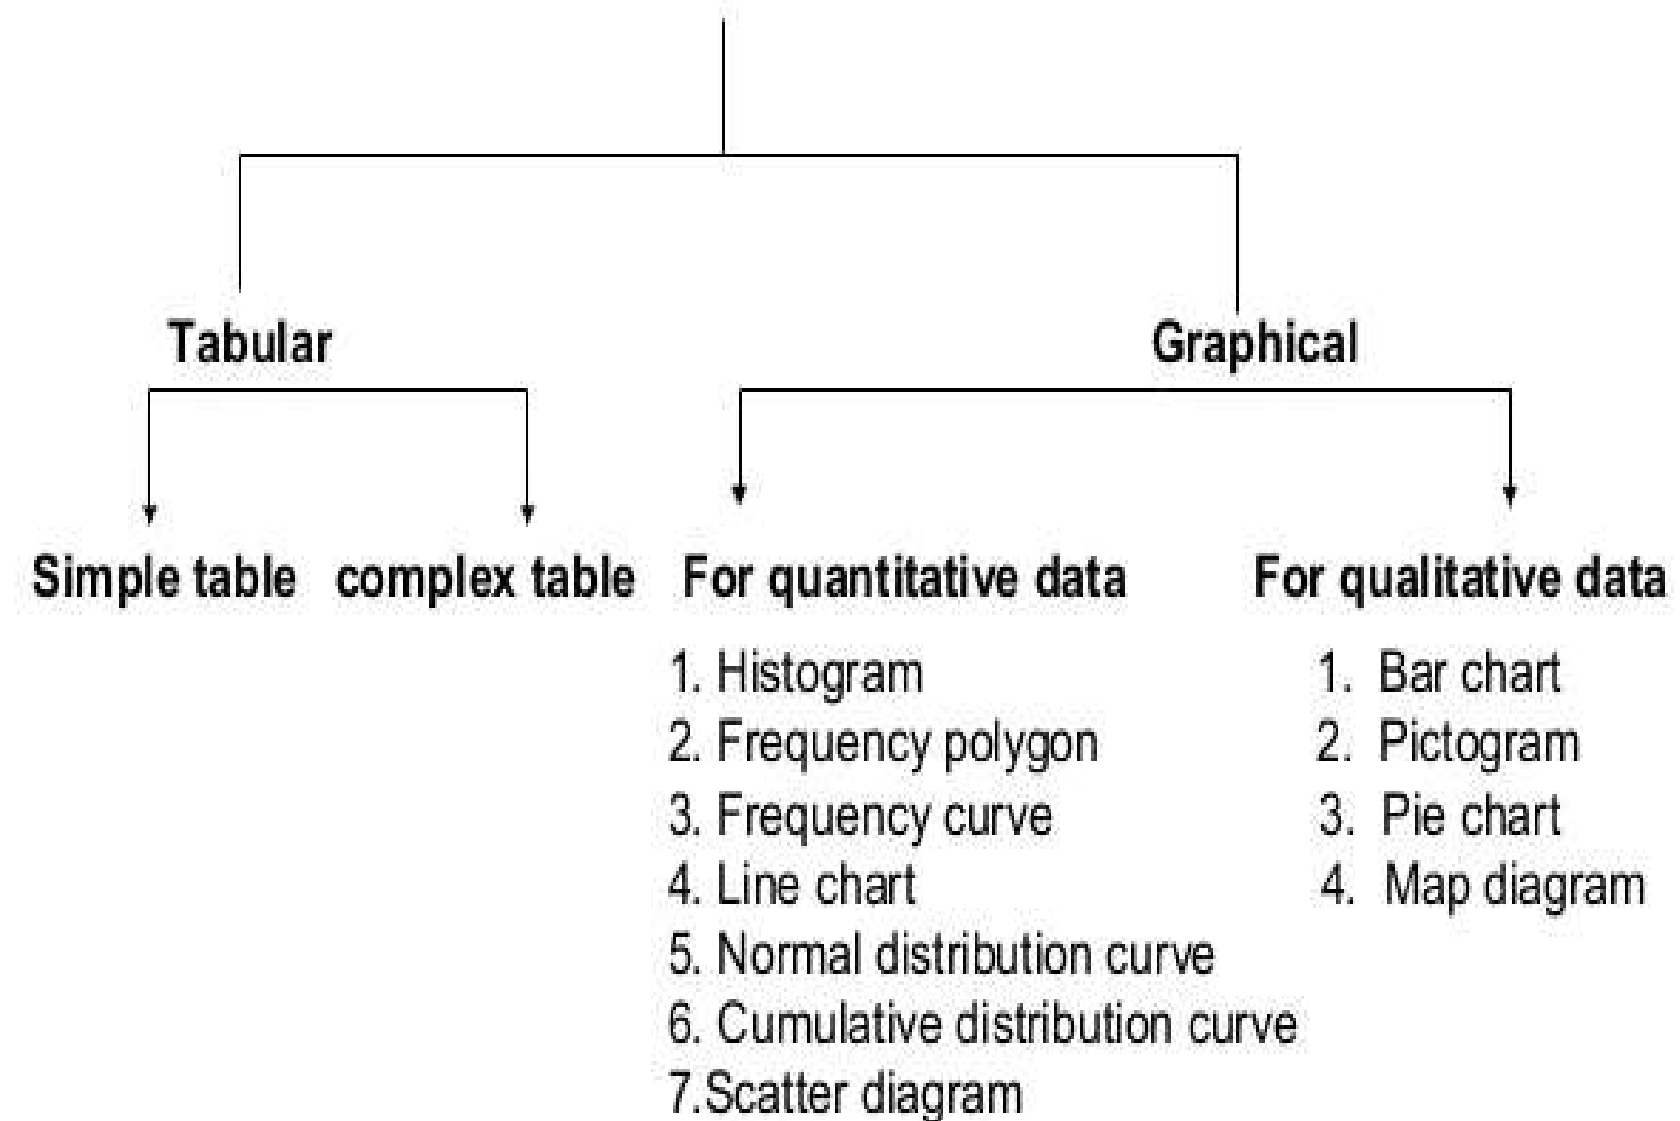 Tabular
Graphical
Simple table
complex table
For quantitative data
1. Histogram
2. Frequency polygon
3. Frequency curve
4. Line chart
5. Normal distribution curve
6. Cumulative distribution curve
7.Scatter diagram
For qualitative data
1. Bar chart
2. Pictogram
3. Pie chart
4. Map diagram